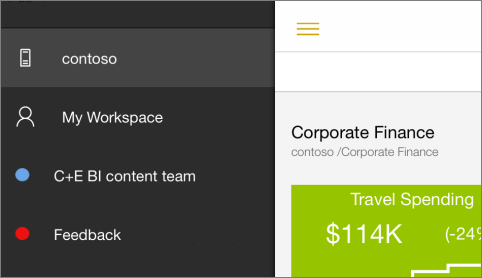 contoso
My Workspace
C+E BI content team
Feedback
Corporate Finance
contoso /Corporate Finance
Travel Spending
$114K (-24%